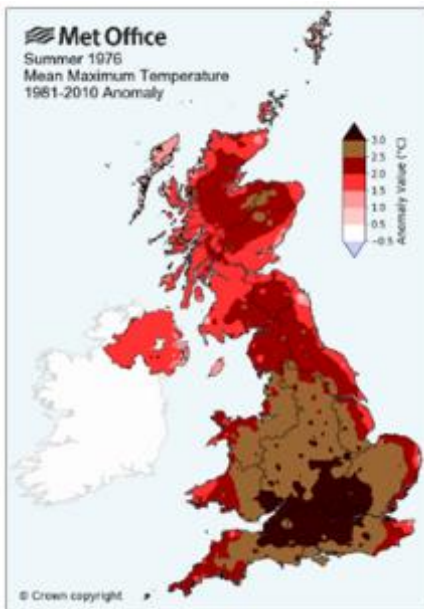 Met Office
Summer 1976
Mean Maximum Temperature
1981-2010 Anomaly
3.0
2.5
2.0
1.5
1.0
0.5
-0.5
Anomaly Value (°C)
© Crown copyright